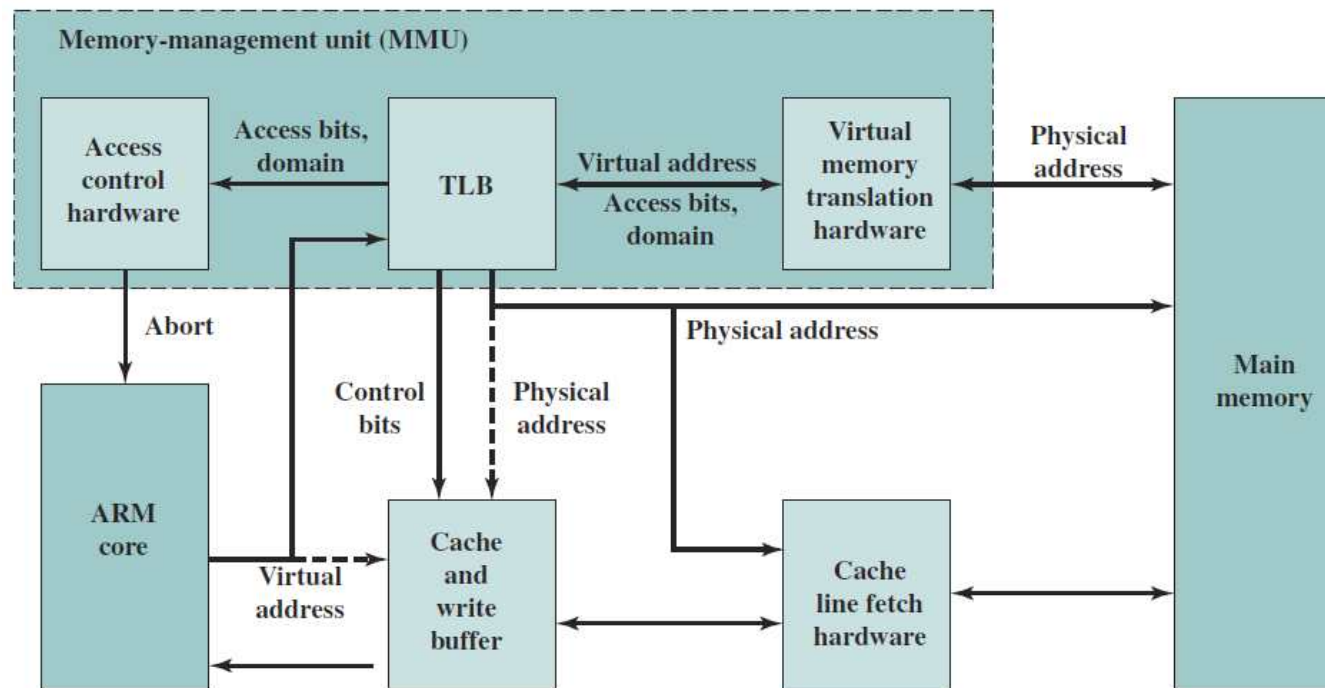 Memory-management unit (MMU)
Access
control
hardware
Access bits,
domain
TLB
Virtual address
Access bits,
domain
Virtual
memory
translation
hardware
Physical
address
Abort
Physical address
Main
memory
Control
bits
Physical
address
ARM
core
Virtual
address
Cache
and
write
buffer
Cache
line fetch
hardware